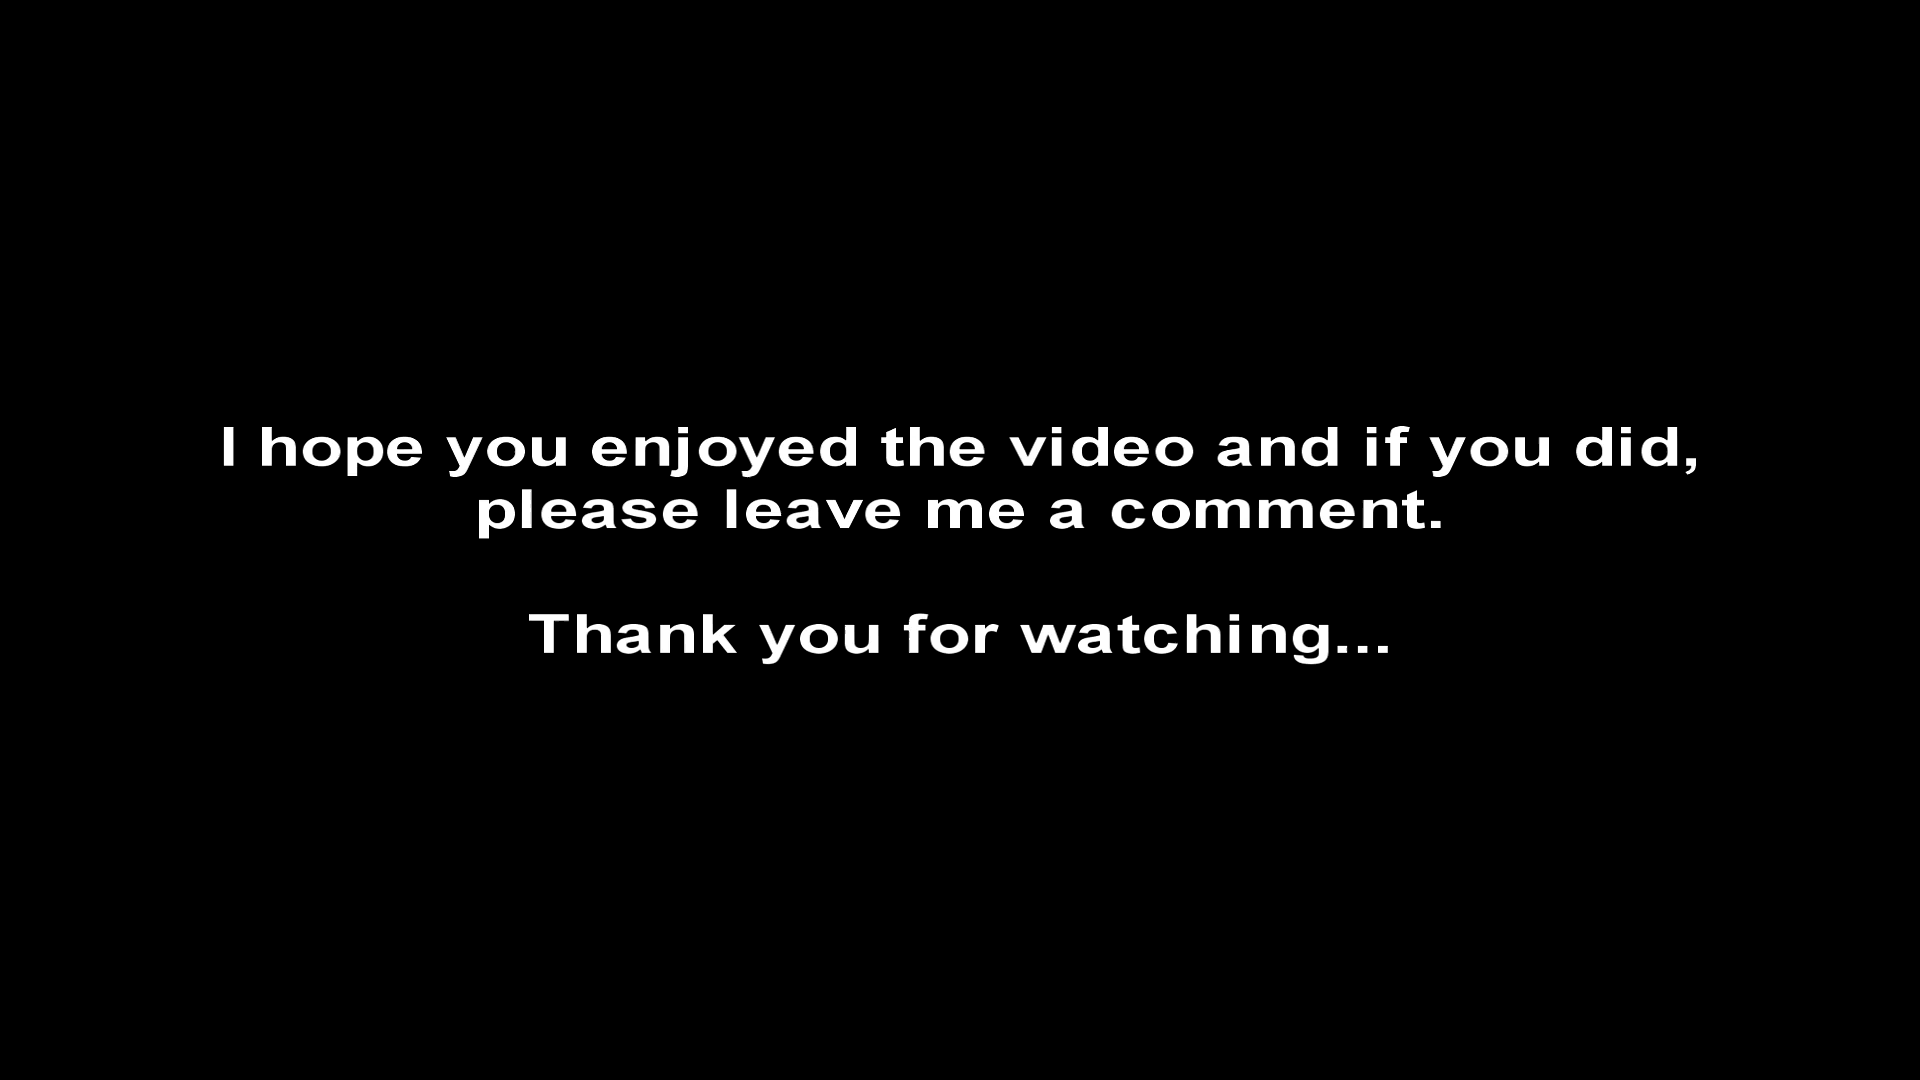 I hope you enjoyed the video and if you did,
please leave me a comment.
Thank you for watching...